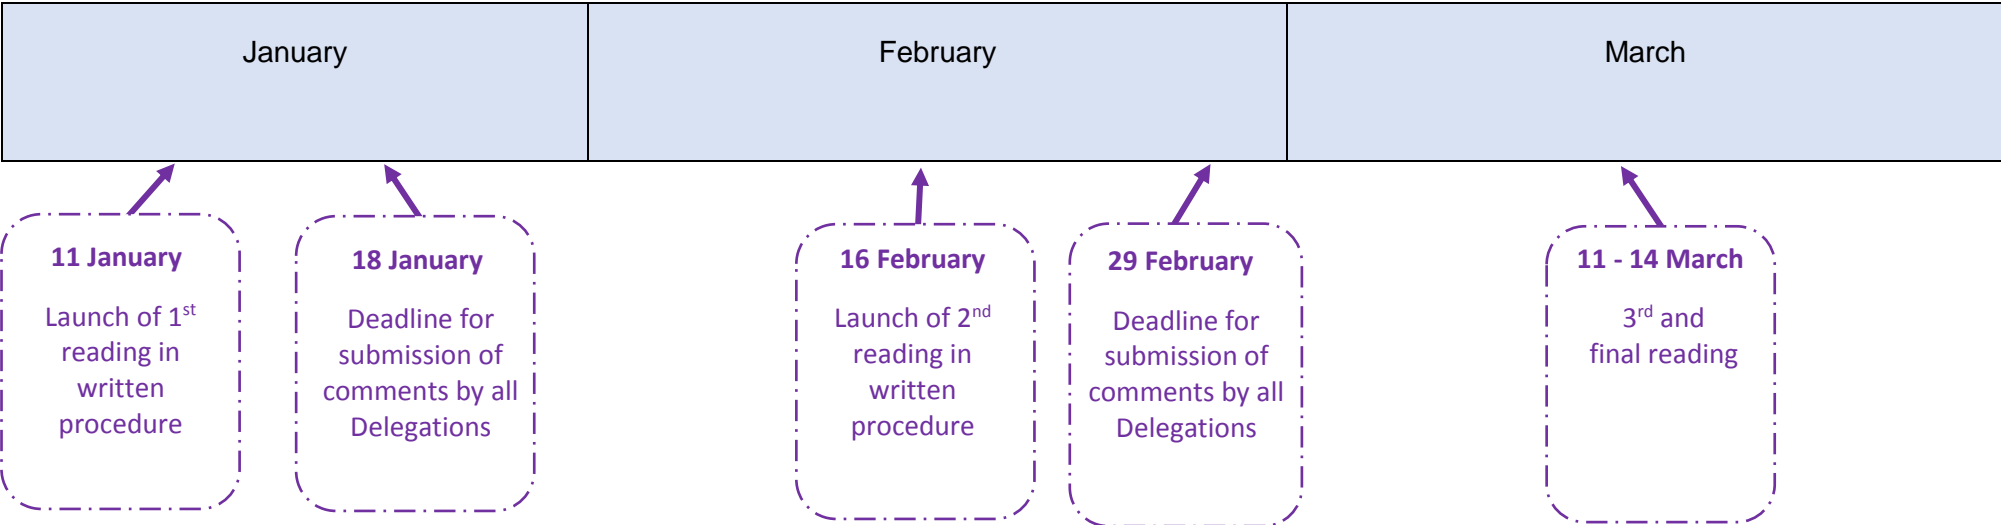 January
February
March
11 January
Launch of 1st
reading in
written
procedure
18 January
Deadline for
submission of
comments by all
Delegations
16 February
Launch of 2nd
reading in
written
procedure
29 February
Deadline for
submission of
comments by all
Delegations
11 - 14 March
3rd and
final reading